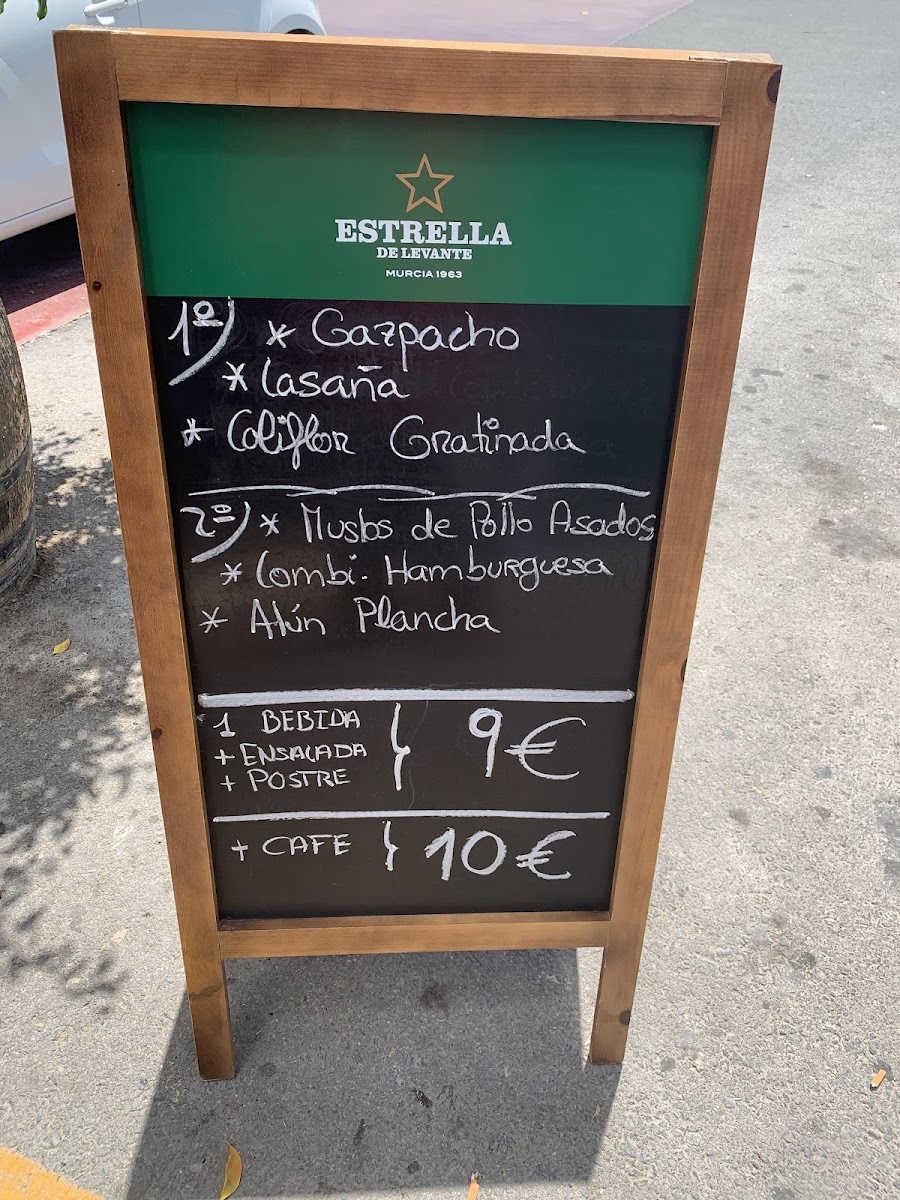 ESTRELLA
DE LEVANTE
MURCIA 1963
1º) * Gazpacho
* Lasaña
* Coliflor Gratinada
2º) * Muslos de Pollo Asados
* Combi. Hamburguesa
* Atún Plancha
1 BEBIDA
+ ENSALADA
+ POSTRE
9€
+ CAFE } 10€